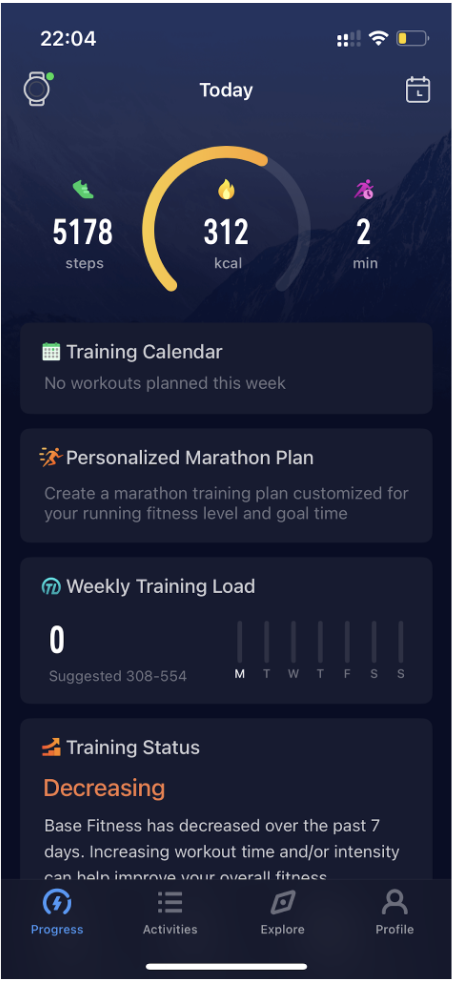 22:04
Today
5178
steps
312
kcal
2
min
Training Calendar
No workouts planned this week
Personalized Marathon Plan
Create a marathon training plan customized for
your running fitness level and goal time
TL Weekly Training Load
0
Suggested 308-554
M T W T F S S
Training Status
Decreasing
Base Fitness has decreased over the past 7
days. Increasing workout time and/or intensity
can help improve your overall fitness
Progress
Activities
Explore
Profile